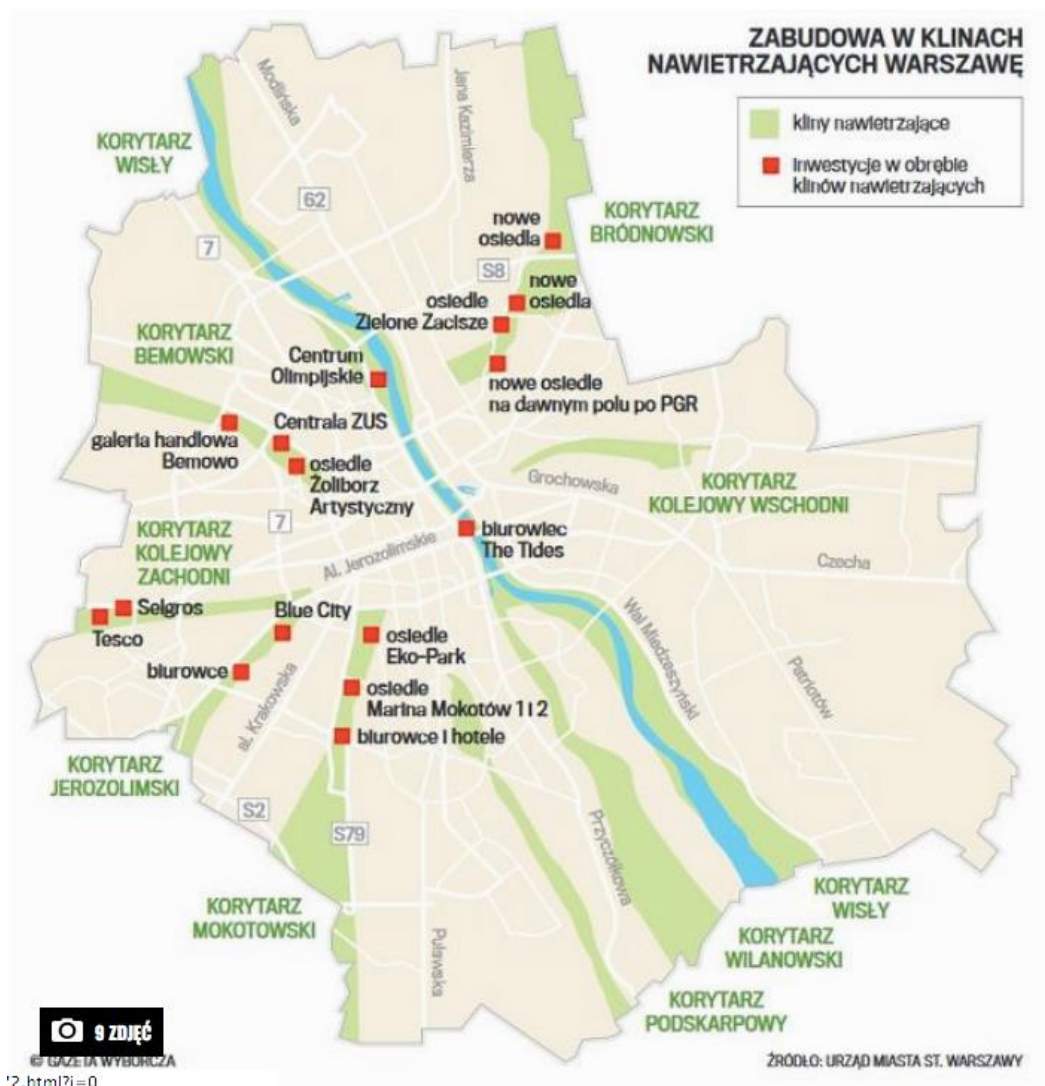 ZABUDOWA W KLINACH
NAWIETRZAJĄCYCH WARSZAWĘ
kliny nawietrzające
Inwestycje w obrębie
klinów nawietrzających
KORYTARZ
WISŁY
Modlińska
Jana Kazimierza
62
7
nowe
osiedla
KORYTARZ
BRÓDNOWSKI
S8
nowe
osiedla
osiedle
Zielone Zacisze
KORYTARZ
BEMOWSKI
Centrum
Olimpijskie
nowe osiedle
na dawnym polu po PGR
galeria handlowa
Bemowo
Centrala ZUS
osiedle
Żoliborz
Artystyczny
Grochowska
KORYTARZ
KOLEJOWY WSCHODNI
7
KORYTARZ
KOLEJOWY
ZACHODNI
Al. Jerozolimskie
biurowiec
The Tides
Czecha
Selgros
Tesco
Blue City
biurowce
osiedle
Eko-Park
Wał Miedzeszyński
Patriotów
al. Krakowska
osiedle
Marina Mokotów 1 i 2
biurowce i hotele
KORYTARZ
JEROZOLIMSKI
S2
S79
Przyczółkowa
KORYTARZ
MOKOTOWSKI
Puławska
KORYTARZ
WISŁY
KORYTARZ
WILANOWSKI
KORYTARZ
PODSKARPOWY
9 ZDJĘĆ
© GAZETA WYBORCZA
ŹRÓDŁO: URZĄD MIASTA ST. WARSZAWY
2.html?i=0